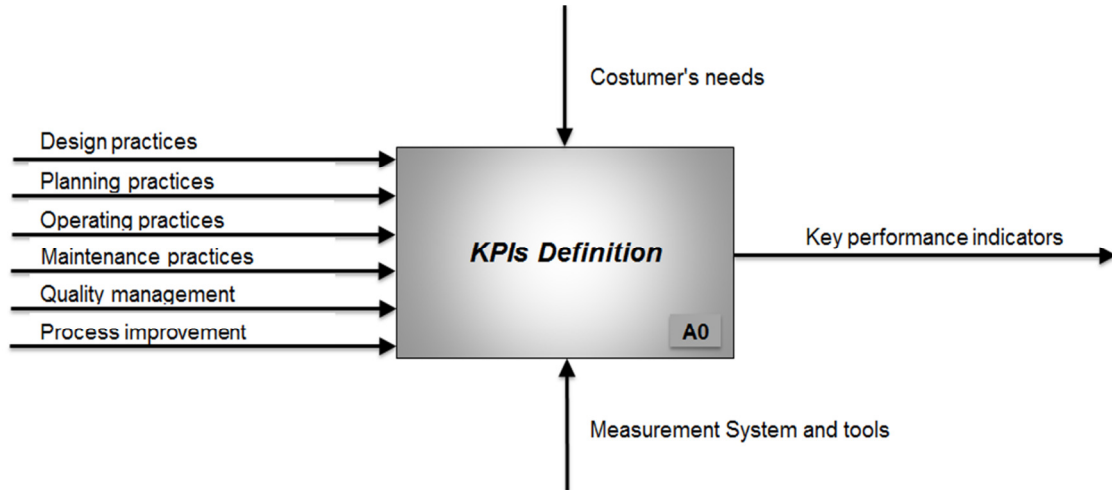 Costumer's needs
Design practices
Planning practices
Operating practices
Maintenance practices
Quality management
Process improvement
KPIs Definition
A0
Key performance indicators
Measurement System and tools